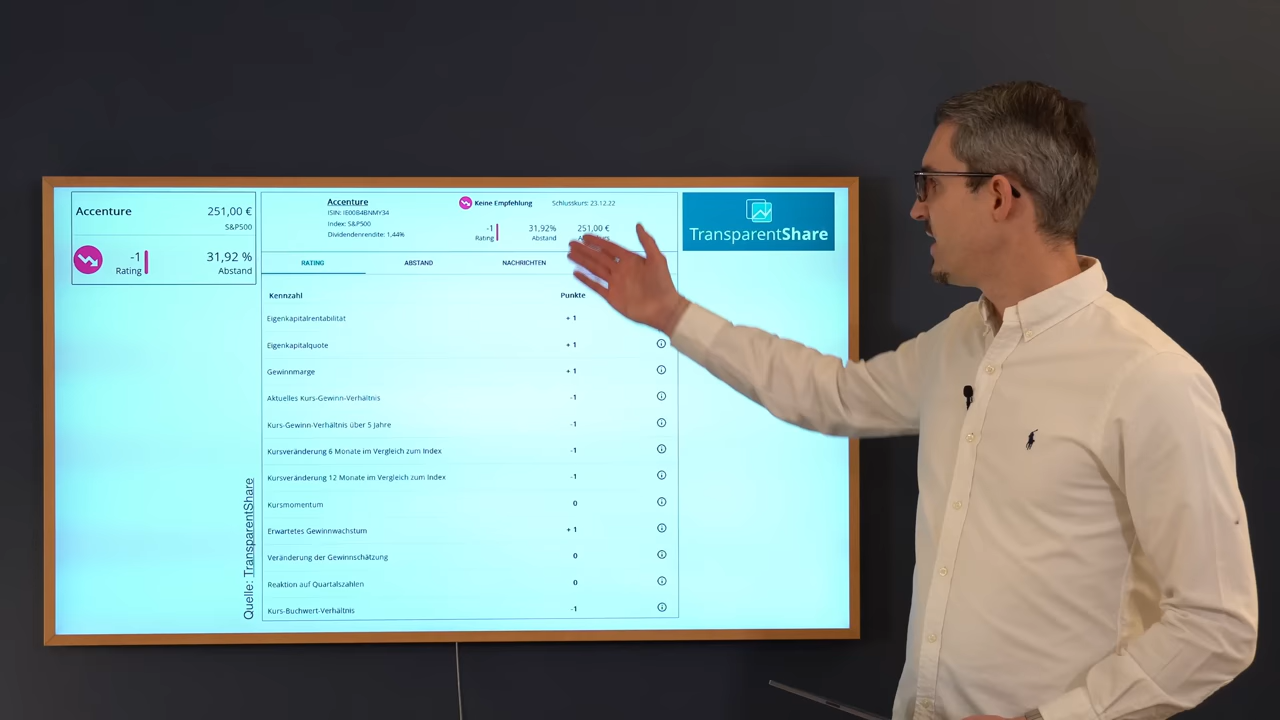 Accenture 251,00 €
S&P500
-1 31,92 %
Rating Abstand
Accenture
ISIN: IE00B4BNMY34
Index: S&P500
Dividendenrendite: 1,44%
Keine Empfehlung
Schlusskurs: 23.12.22
-1 31,92% 251,00 €
Rating Abstand
RATING ABSTAND NACHRICHTEN
Kennzahl Punkte
Eigenkapitalrentabilität + 1
Eigenkapitalquote + 1
Gewinnmarge + 1
Aktuelles Kurs-Gewinn-Verhältnis -1
Kurs-Gewinn-Verhältnis über 5 Jahre -1
Kursveränderung 6 Monate im Vergleich zum Index -1
Kursveränderung 12 Monate im Vergleich zum Index -1
Kursmomentum 0
Erwartetes Gewinnwachstum + 1
Veränderung der Gewinnschätzung 0
Reaktion auf Quartalszahlen 0
Kurs-Buchwert-Verhältnis -1
Quelle: TransparentShare
TransparentShare